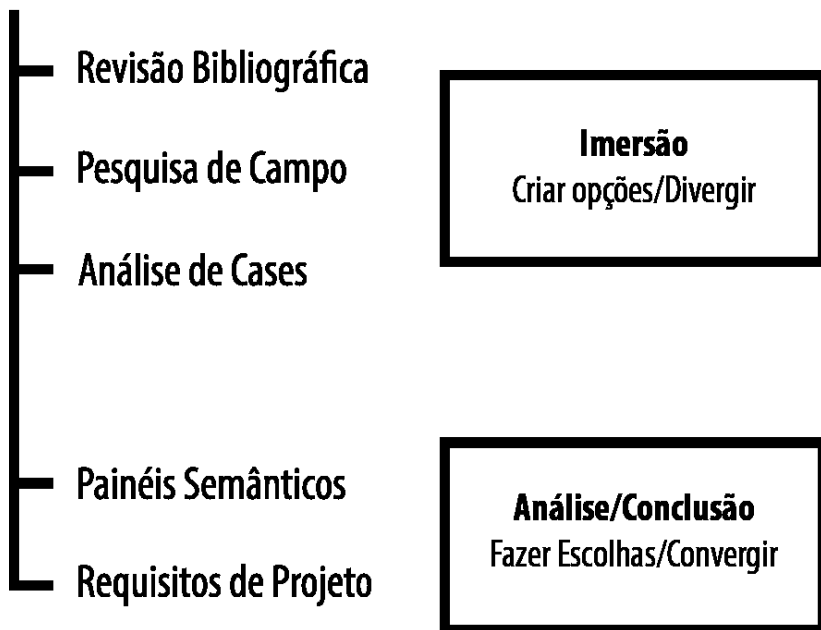 Revisão Bibliográfica
Pesquisa de Campo
Análise de Cases
Imersão
Criar opções/Divergir
Painéis Semânticos
Requisitos de Projeto
Análise/Conclusão
Fazer Escolhas/Convergir